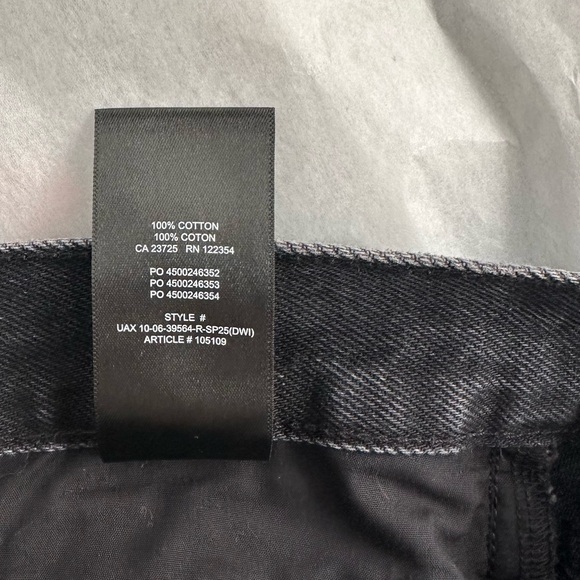 100% COTTON
100% COTON
CA 23725 RN 122354
PO 4500246352
PO 4500246353
PO 4500246354
STYLE #
UAX 10-06-39564-R-SP25(DWI)
ARTICLE # 105109